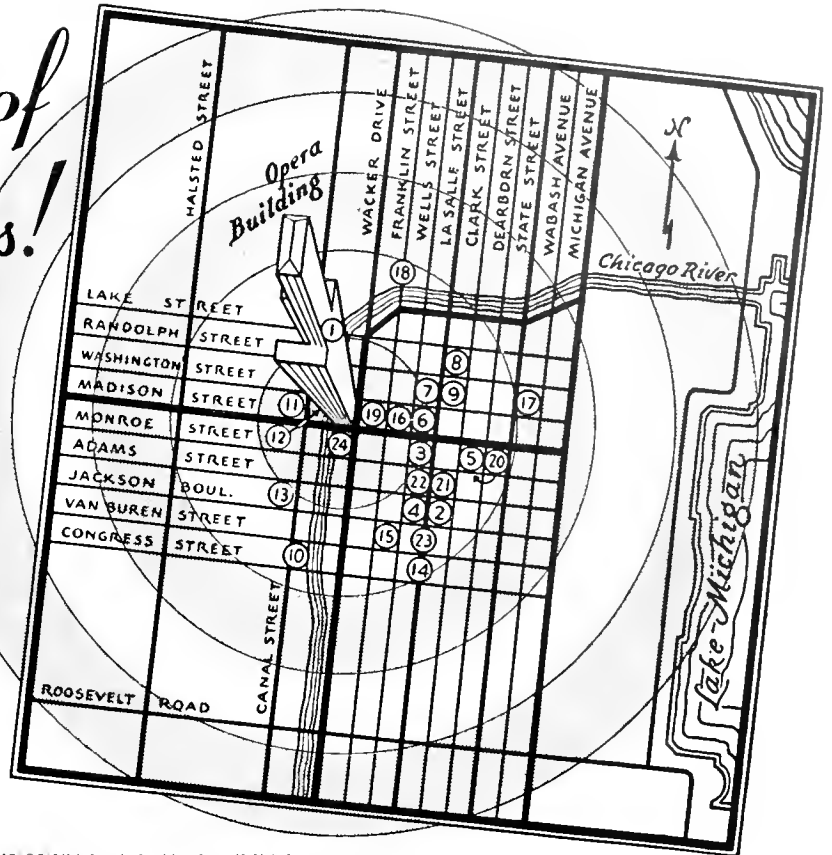 of
s!
HALSTED STREET
Opera
Building
WACKER DRIVE
FRANKLIN STREET
WELLS STREET
LASALLE STREET
CLARK STREET
DEARBORN STREET
STATE STREET
WABASH AVENUE
MICHIGAN AVENUE
N
Chicago River
18
LAKE STREET
1
RANDOLPH STREET
8
WASHINGTON STREET
7 9
MADISON STREET
11 19 16 6 17
MONROE STREET
12 24
ADAMS STREET
3 5 20
22 21
JACKSON BOUL.
13 4 2
VAN BUREN STREET
15 23
CONGRESS STREET
10 14
CANAL STREET
Lake Michigan
ROOSEVELT ROAD